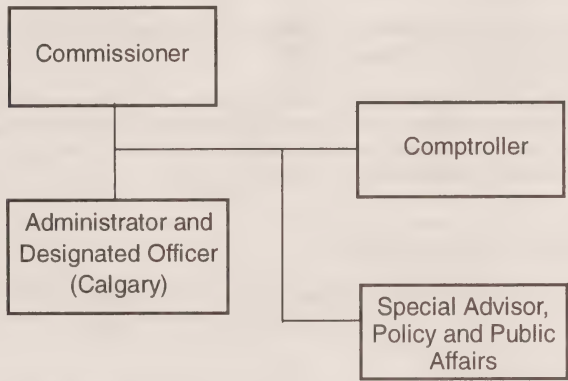 Commissioner
Comptroller
Administrator and
Designated Officer
(Calgary)
Special Advisor,
Policy and Public
Affairs